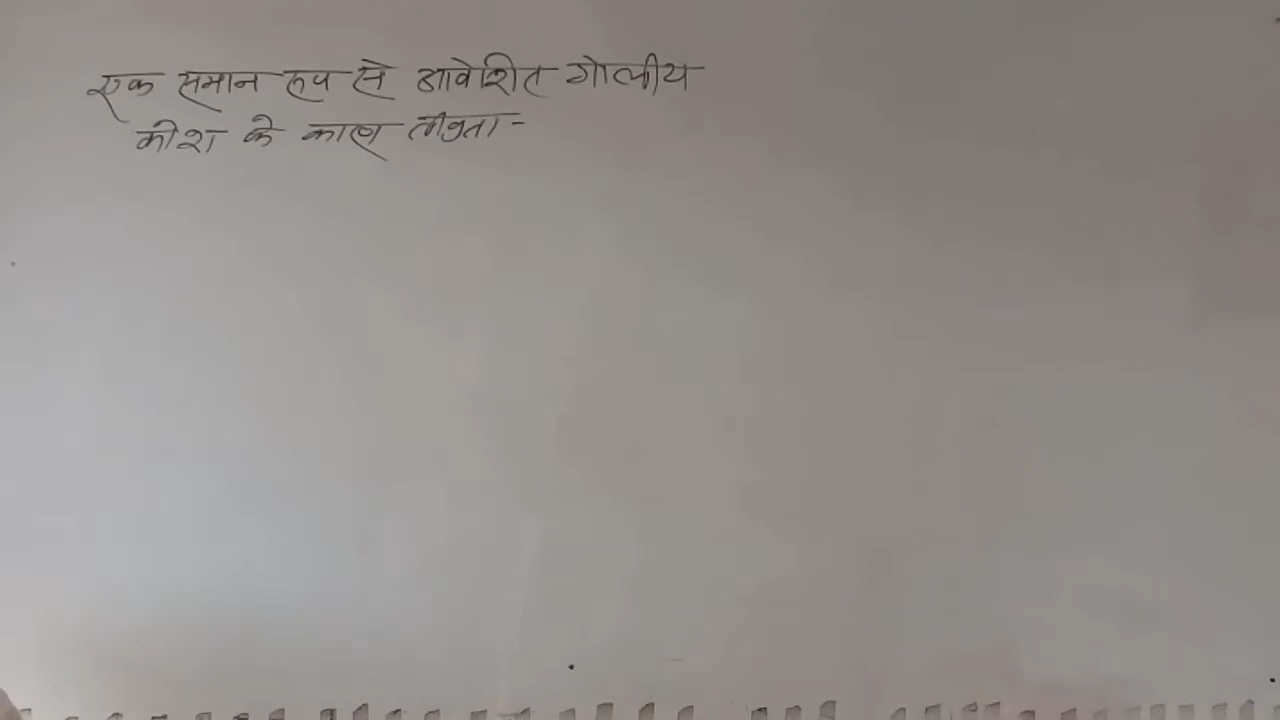 एक समान रूप से आवेशित गोलीय
कोश के कारण तीव्रता -